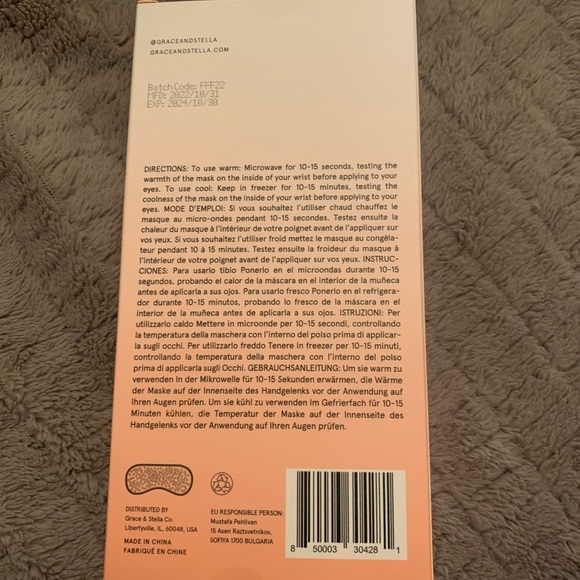 @GRACEANDSTELLA
GRACEANDSTELLA.COM
Batch Code: FFF22
MFD: 2022/10/31
EXP: 2024/10/30
DIRECTIONS: To use warm: Microwave for 10-15 seconds, testing the
warmth of the mask on the inside of your wrist before applying to your
eyes. To use cool: Keep in freezer for 10-15 minutes, testing the
coolness of the mask on the inside of your wrist before applying to your
eyes. MODE D'EMPLOI: Si vous souhaitez l'utiliser chaud chauffez le
masque au micro-ondes pendant 10-15 secondes. Testez ensuite la
chaleur du masque à l'intérieur de votre poignet avant de l'appliquer sur
vos yeux. Si vous souhaitez l'utiliser froid mettez le masque au congéla-
teur pendant 10 à 15 minutes. Testez ensuite la froideur du masque à
l'intérieur de votre poignet avant de l'appliquer sur vos yeux. INSTRUC-
CIONES: Para usarlo tibio Ponerlo en el microondas durante 10-15
segundos, probando el calor de la máscara en el interior de la muñeca
antes de aplicarla a sus ojos. Para usarlo fresco Ponerlo en el refrigera-
dor durante 10-15 minutos, probando lo fresco de la máscara en el
interior de la muñeca antes de aplicarla a sus ojos. ISTRUZIONI: Per
utilizzarlo caldo Mettere in microonde per 10-15 secondi, controllando
la temperatura della maschera con l'interno del polso prima di applicar-
la sugli occhi. Per utilizzarlo freddo Tenere in freezer per 10-15 minuti,
controllando la temperatura della maschera con l'interno del polso
prima di applicarla sugli Occhi. GEBRAUCHSANLEITUNG: Um sie warm zu
verwenden in der Mikrowelle für 10-15 Sekunden erwärmen, die Wärme
der Maske auf der Innenseite des Handgelenks vor der Anwendung auf
Ihren Augen prüfen. Um sie kühl zu verwenden Im Gefrierfach für 10-15
Minuten kühlen, die Temperatur der Maske auf der Innenseite des
Handgelenks vor der Anwendung auf Ihren Augen prüfen.
DISTRIBUTED BY
Grace & Stella Co.
Libertyville, IL, 60048, USA
MADE IN CHINA
FABRIQUÉ EN CHINE
EU RESPONSIBLE PERSON:
Mustafa Pehlivan
15 Asen Raztsvetnikov,
SOFIYA 1700 BULGARIA
8 50003 30428 1